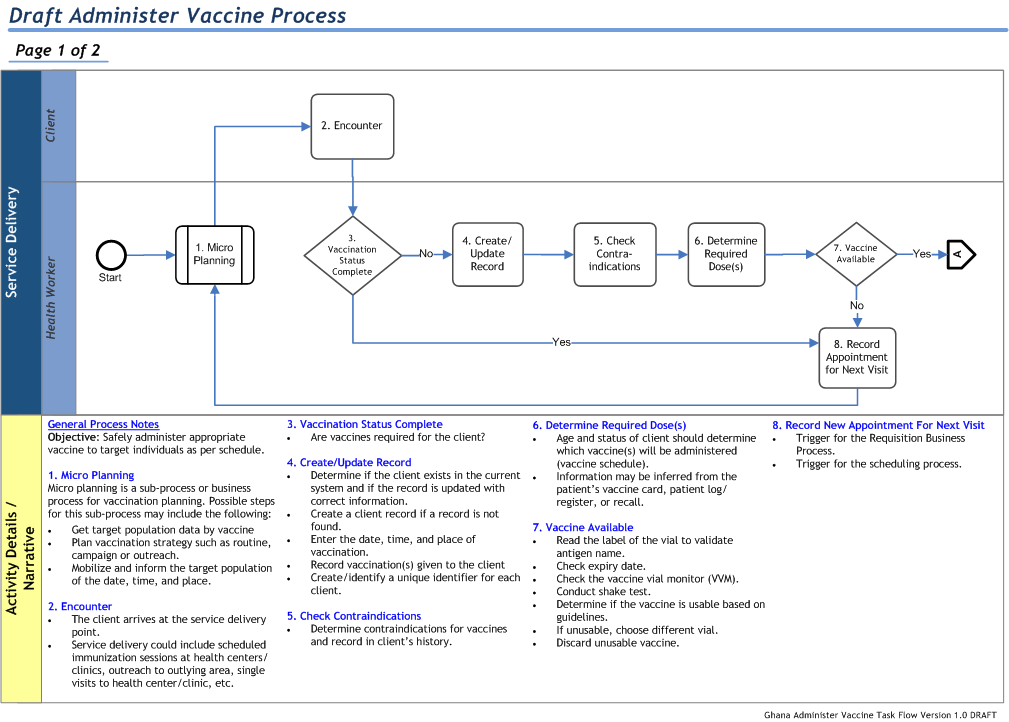 Draft Administer Vaccine Process
Page 1 of 2
Service Delivery
Client
Health Worker
2. Encounter
Start
1. Micro
Planning
3.
Vaccination
Status
Complete
No
4. Create/
Update
Record
5. Check
Contra-
indications
6. Determine
Required
Dose(s)
7. Vaccine
Available
Yes
A
No
Yes
8. Record
Appointment
for Next Visit
Activity Details /
Narrative
General Process Notes
Objective: Safely administer appropriate
vaccine to target individuals as per schedule.
1. Micro Planning
Micro planning is a sub-process or business
process for vaccination planning. Possible steps
for this sub-process may include the following:
• Get target population data by vaccine
• Plan vaccination strategy such as routine,
campaign or outreach.
• Mobilize and inform the target population
of the date, time, and place.
2. Encounter
• The client arrives at the service delivery
point.
• Service delivery could include scheduled
immunization sessions at health centers/
clinics, outreach to outlying area, single
visits to health center/clinic, etc.
3. Vaccination Status Complete
• Are vaccines required for the client?
4. Create/Update Record
• Determine if the client exists in the current
system and if the record is updated with
correct information.
• Create a client record if a record is not
found.
• Enter the date, time, and place of
vaccination.
• Record vaccination(s) given to the client
• Create/identify a unique identifier for each
client.
5. Check Contraindications
• Determine contraindications for vaccines
and record in client's history.
6. Determine Required Dose(s)
• Age and status of client should determine
which vaccine(s) will be administered
(vaccine schedule).
• Information may be inferred from the
patient's vaccine card, patient log/
register, or recall.
7. Vaccine Available
• Read the label of the vial to validate
antigen name.
• Check expiry date.
• Check the vaccine vial monitor (VVM).
• Conduct shake test.
• Determine if the vaccine is usable based on
guidelines.
• If unusable, choose different vial.
• Discard unusable vaccine.
8. Record New Appointment For Next Visit
• Trigger for the Requisition Business
Process.
• Trigger for the scheduling process.
Ghana Administer Vaccine Task Flow Version 1.0 DRAFT